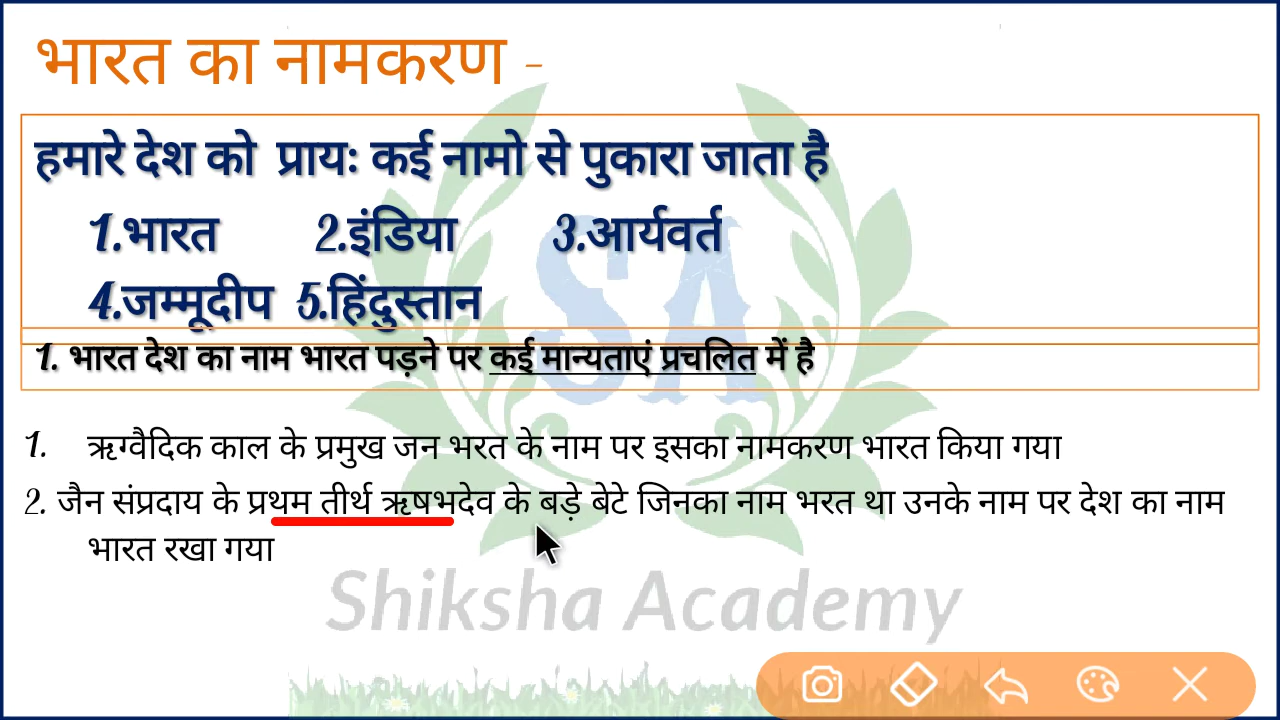 भारत का नामकरण -
हमारे देश को प्रायः कई नामो से पुकारा जाता है
1.भारत 2.इंडिया 3.आर्यवर्त
4.जम्मूदीप 5.हिंदुस्तान
1. भारत देश का नाम भारत पड़ने पर कई मान्यताएं प्रचलित में है
1. ऋग्वैदिक काल के प्रमुख जन भरत के नाम पर इसका नामकरण भारत किया गया
2. जैन संप्रदाय के प्रथम तीर्थ ऋषभदेव के बड़े बेटे जिनका नाम भरत था उनके नाम पर देश का नाम
भारत रखा गया
SA
Shiksha Academy